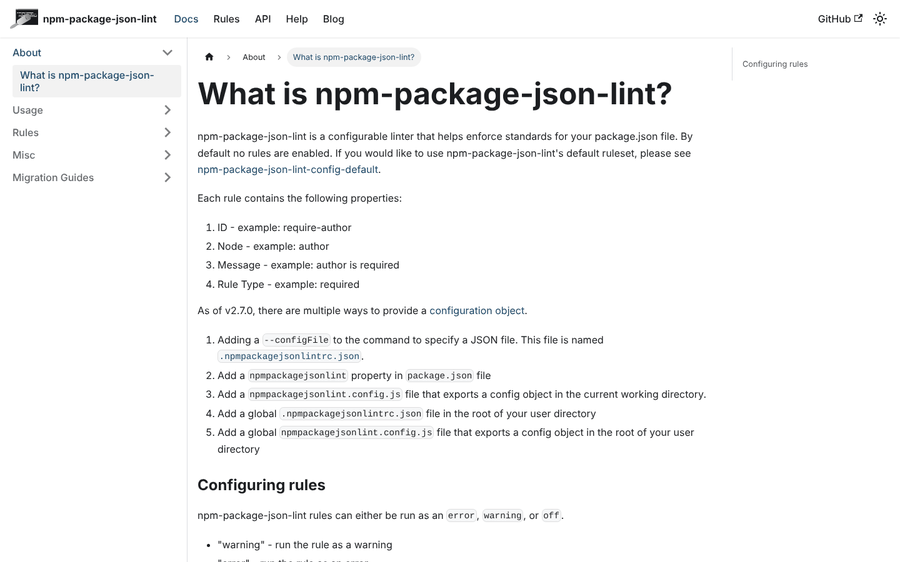 npm-package-json-lint Docs Rules API Help Blog GitHub
About
What is npm-package-json-
lint?
Usage
Rules
Misc
Migration Guides
About What is npm-package-json-lint?
What is npm-package-json-lint?
npm-package-json-lint is a configurable linter that helps enforce standards for your package.json file. By
default no rules are enabled. If you would like to use npm-package-json-lint's default ruleset, please see
npm-package-json-lint-config-default.
Each rule contains the following properties:
1. ID - example: require-author
2. Node - example: author
3. Message - example: author is required
4. Rule Type - example: required
As of v2.7.0, there are multiple ways to provide a configuration object.
1. Adding a --configFile to the command to specify a JSON file. This file is named
.npmpackagejsonlintrc.json.
2. Add a npmpackagejsonlint property in package.json file
3. Add a npmpackagejsonlint.config.js file that exports a config object in the current working directory.
4. Add a global .npmpackagejsonlintrc.json file in the root of your user directory
5. Add a global npmpackagejsonlint.config.js file that exports a config object in the root of your user
directory
Configuring rules
npm-package-json-lint rules can either be run as an error, warning, or off.
• "warning" - run the rule as a warning
Configuring rules